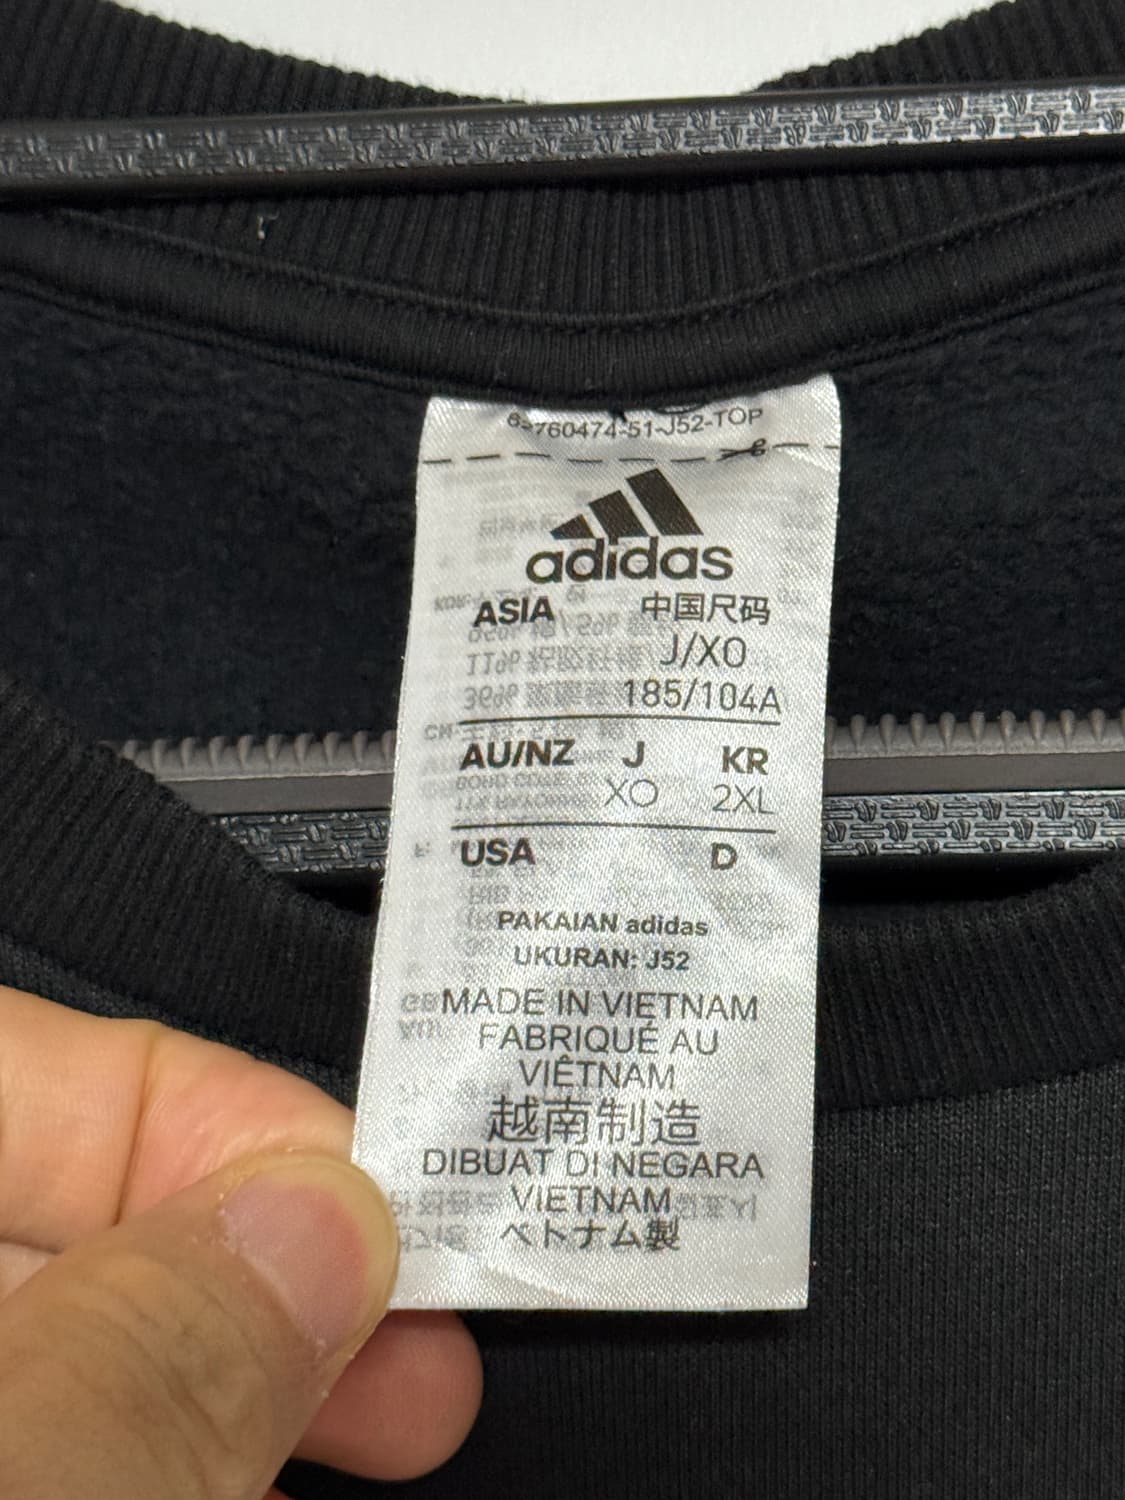 760474-51-J52-TOP
adidas
ASIA 中国尺码
J/XO
185/104A
AU/NZ J KR
XO 2XL
USA D
PAKAIAN adidas
UKURAN: J52
MADE IN VIETNAM
FABRIQUÉ AU
VIÊTNAM
越南制造
DIBUAT DI NEGARA
VIETNAM
ベトナム製